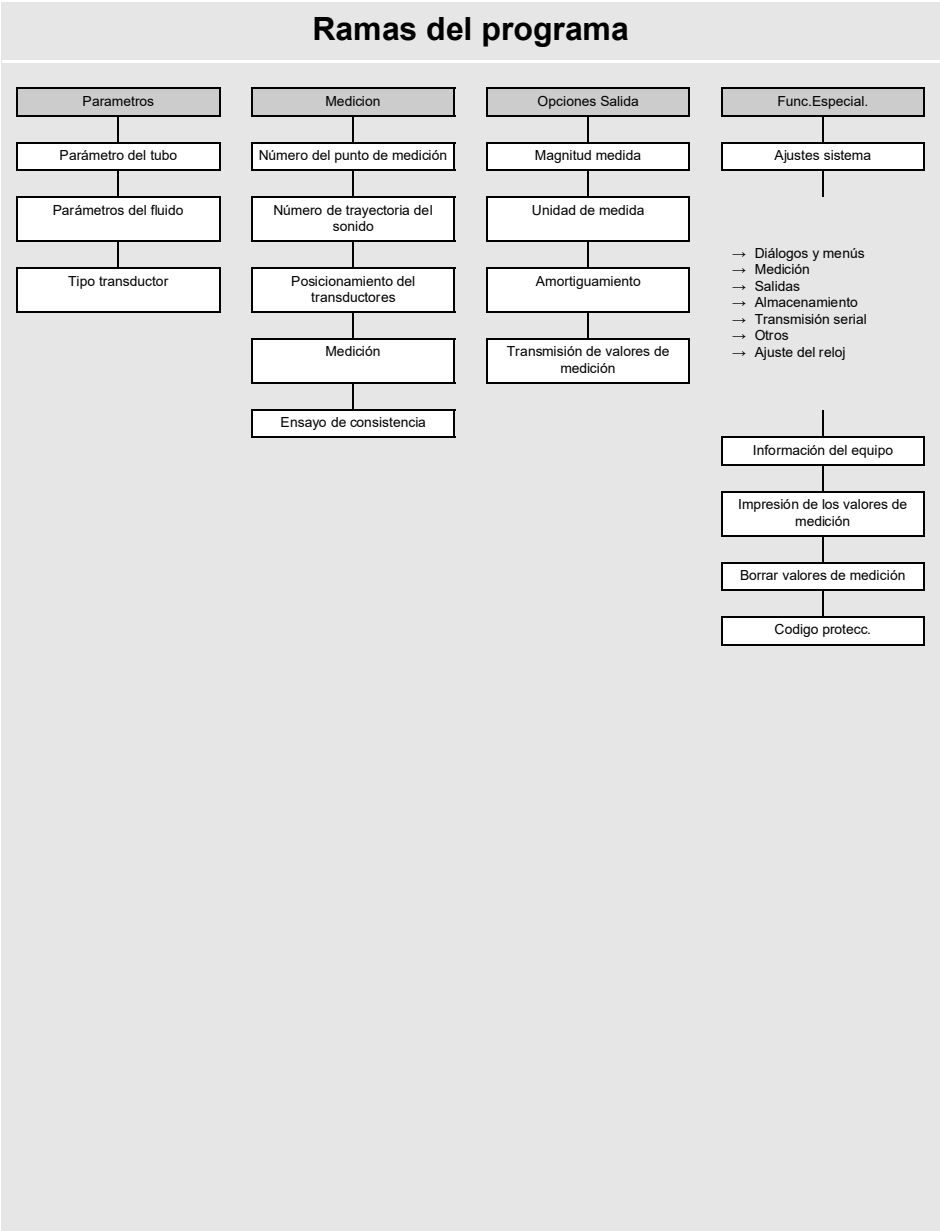 Ramas del programa
Parametros
Parámetro del tubo
Parámetros del fluido
Tipo transductor
Medicion
Número del punto de medición
Número de trayectoria del
sonido
Posicionamiento del
transductores
Medición
Ensayo de consistencia
Opciones Salida
Magnitud medida
Unidad de medida
Amortiguamiento
Transmisión de valores de
medición
Func.Especial.
Ajustes sistema
→ Diálogos y menús
→ Medición
→ Salidas
→ Almacenamiento
→ Transmisión serial
→ Otros
→ Ajuste del reloj
Información del equipo
Impresión de los valores de
medición
Borrar valores de medición
Codigo protecc.